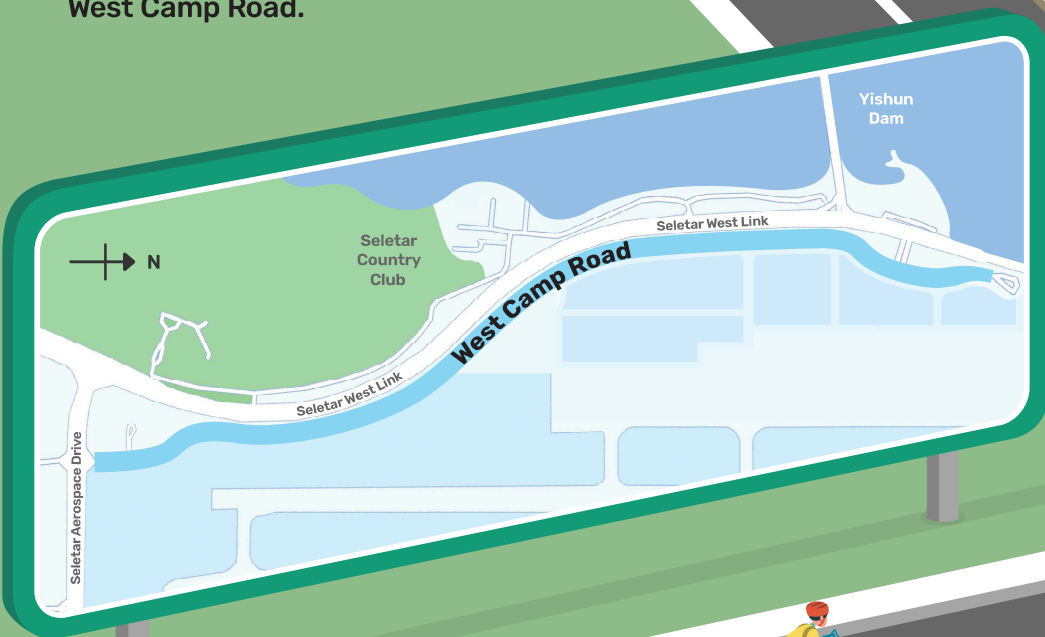 West Camp Road.
Yishun
Dam
Seletar West Link
Seletar
Country
Club
N
West Camp Road
Seletar West Link
Seletar Aerospace Drive